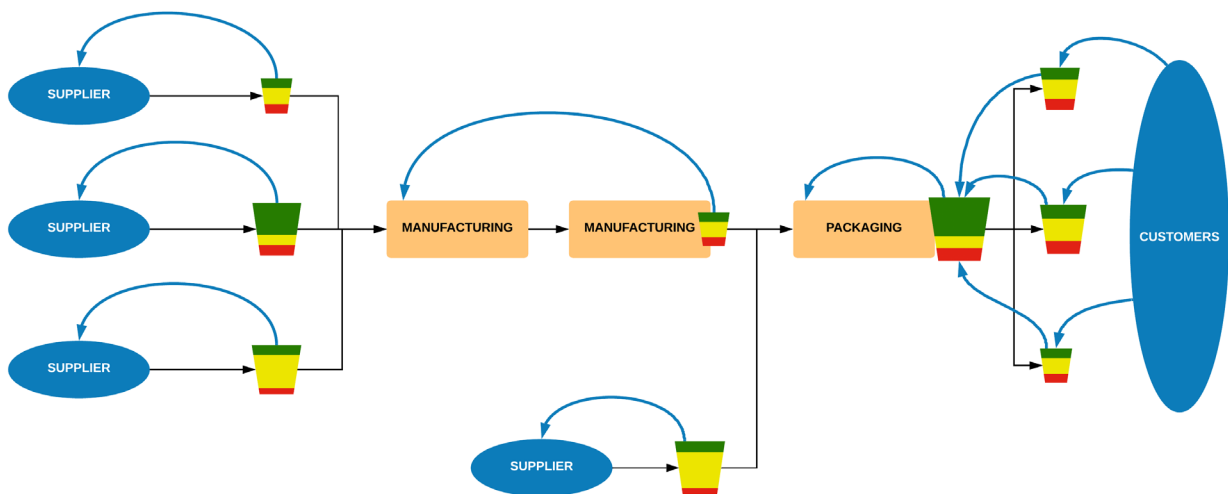 SUPPLIER
SUPPLIER
SUPPLIER
MANUFACTURING
MANUFACTURING
PACKAGING
CUSTOMERS
SUPPLIER